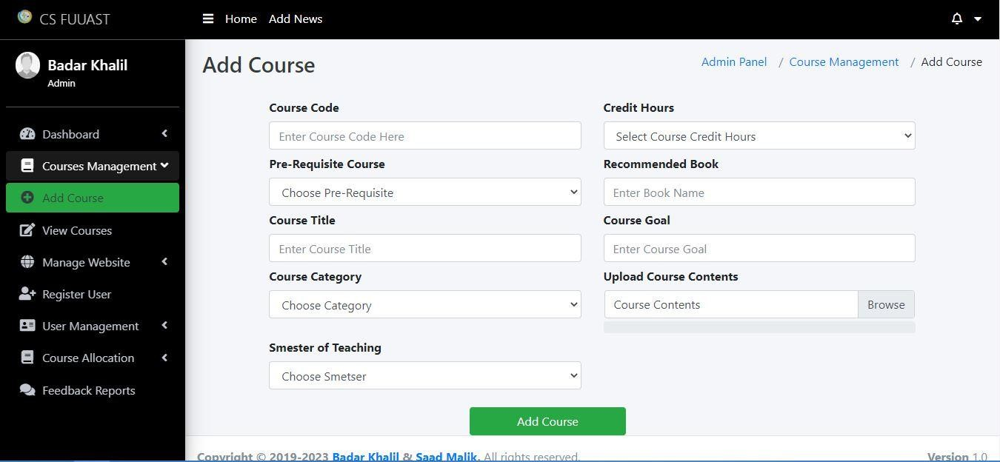 CS FUUAST
Home Add News
Badar Khalil
Admin
Dashboard
Courses Management
Add Course
View Courses
Manage Website
Register User
User Management
Course Allocation
Feedback Reports
Add Course
Admin Panel / Course Management / Add Course
Course Code
Enter Course Code Here
Credit Hours
Select Course Credit Hours
Pre-Requisite Course
Choose Pre-Requisite
Recommended Book
Enter Book Name
Course Title
Enter Course Title
Course Goal
Enter Course Goal
Course Category
Choose Category
Upload Course Contents
Course Contents Browse
Smester of Teaching
Choose Smetser
Add Course
Copyright © 2019-2023 Badar Khalil & Saad Malik. All rights reserved.
Version 1.0